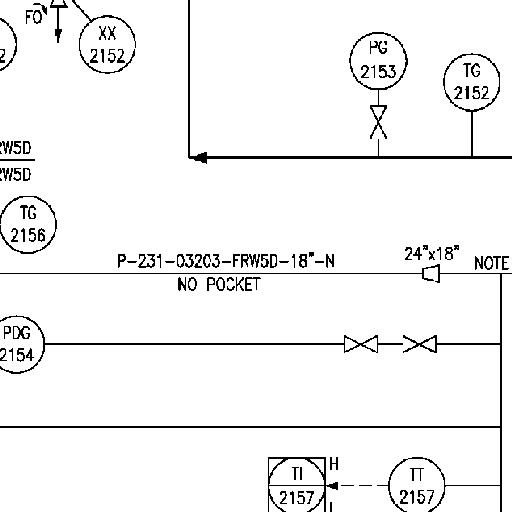 FO
XX
2152
2
PG
2153
TG
2152
RW5D
RW5D
TG
2156
P-231-03203-FRW5D-18"-N
NO POCKET
24"x18"
NOTE
PDG
2154
TI
2157
H
TT
2157